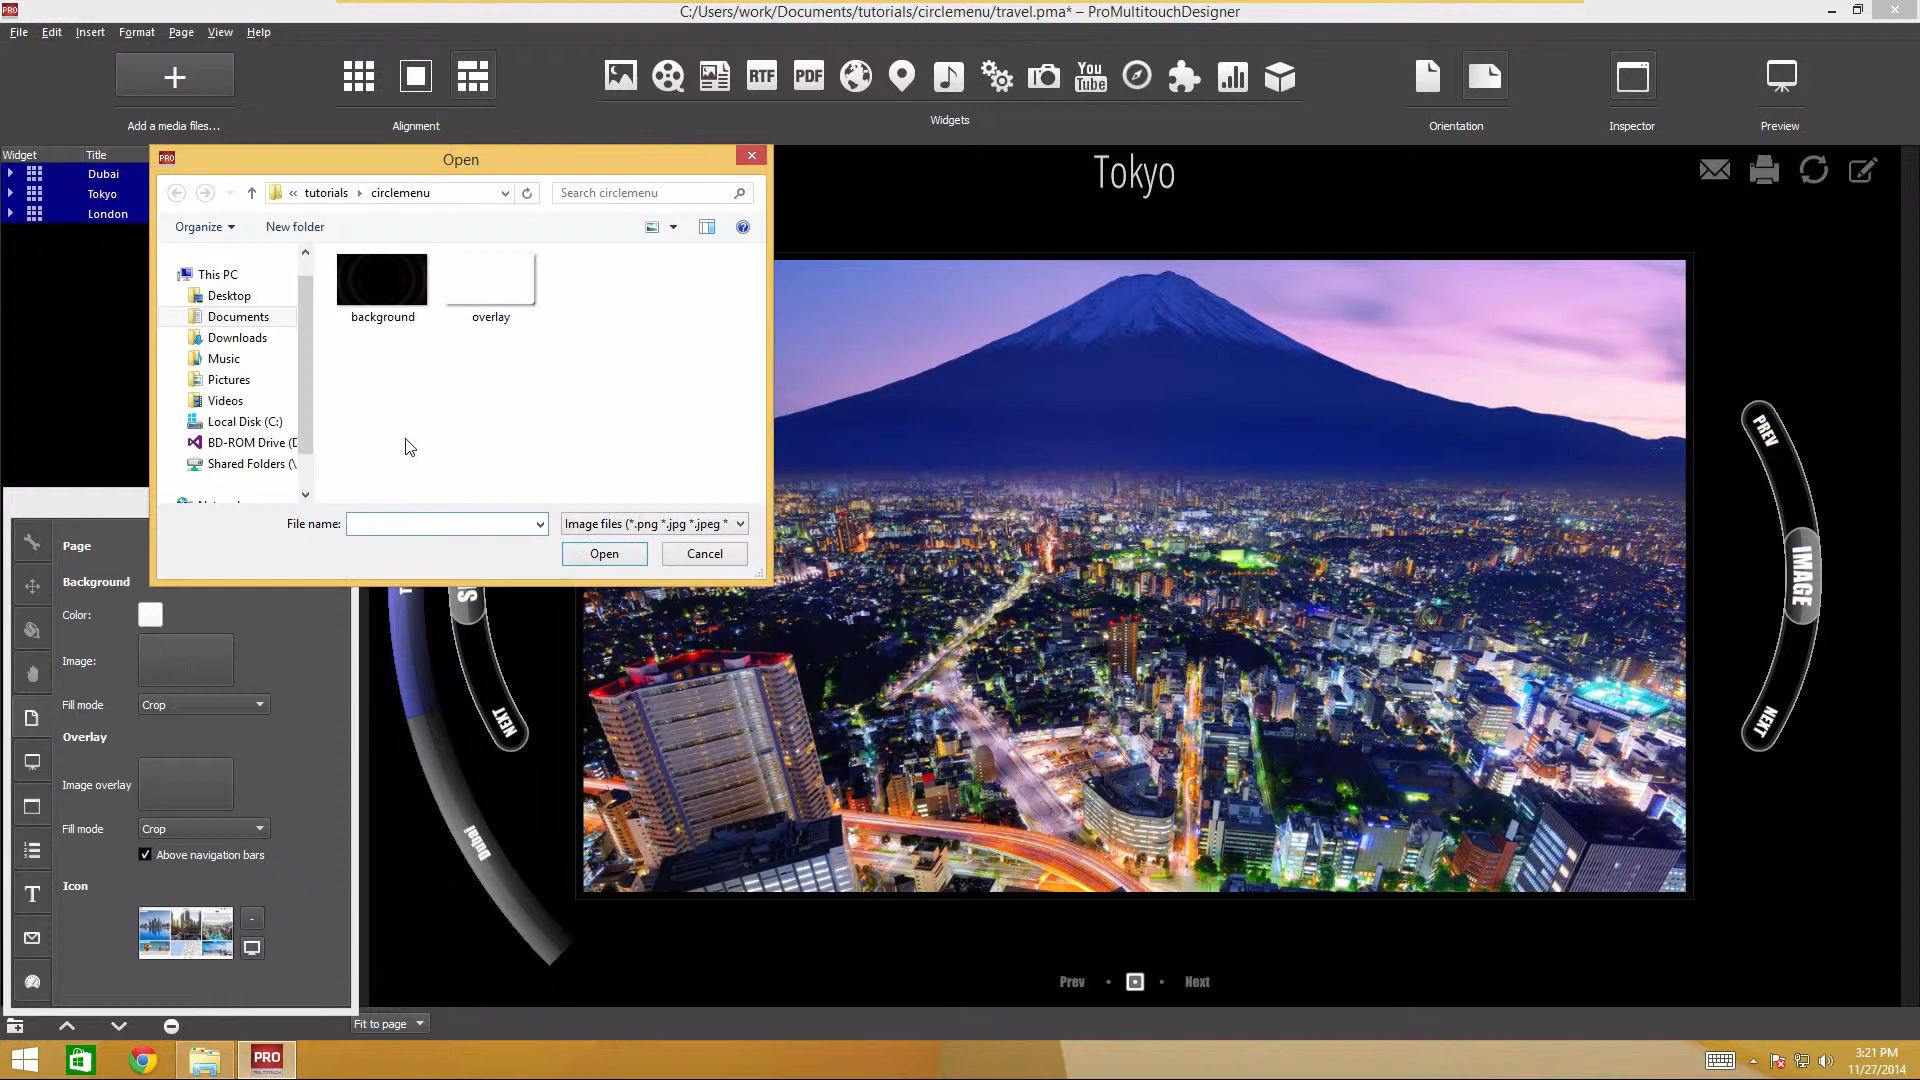 PRO
C:/Users/work/Documents/tutorials/circlemenu/travel.pma* – ProMultitouchDesigner
File Edit Insert Format Page View Help
RTF PDF You Tube
Add a media files...
Alignment
Widgets
Orientation
Inspector
Preview
Widget Title
Dubai
Tokyo
London
PRO
Open
« tutorials circlemenu
Search circlemenu
Organize New folder
This PC
Desktop
Documents
Downloads
Music
Pictures
Videos
Local Disk (C:)
BD-ROM Drive (D
Shared Folders (\
background
overlay
File name:
Image files (*.png *.jpg *.jpeg *
Open
Cancel
Tokyo
PREV
IMAGE
NEXT
NEXT
Dubai
Prev
Next
Page
Background
Color:
Image:
Fill mode Crop
Overlay
Image overlay
Fill mode Crop
Above navigation bars
Icon
Fit to page
PRO
MULTITOUCH
3:21 PM
11/27/2014